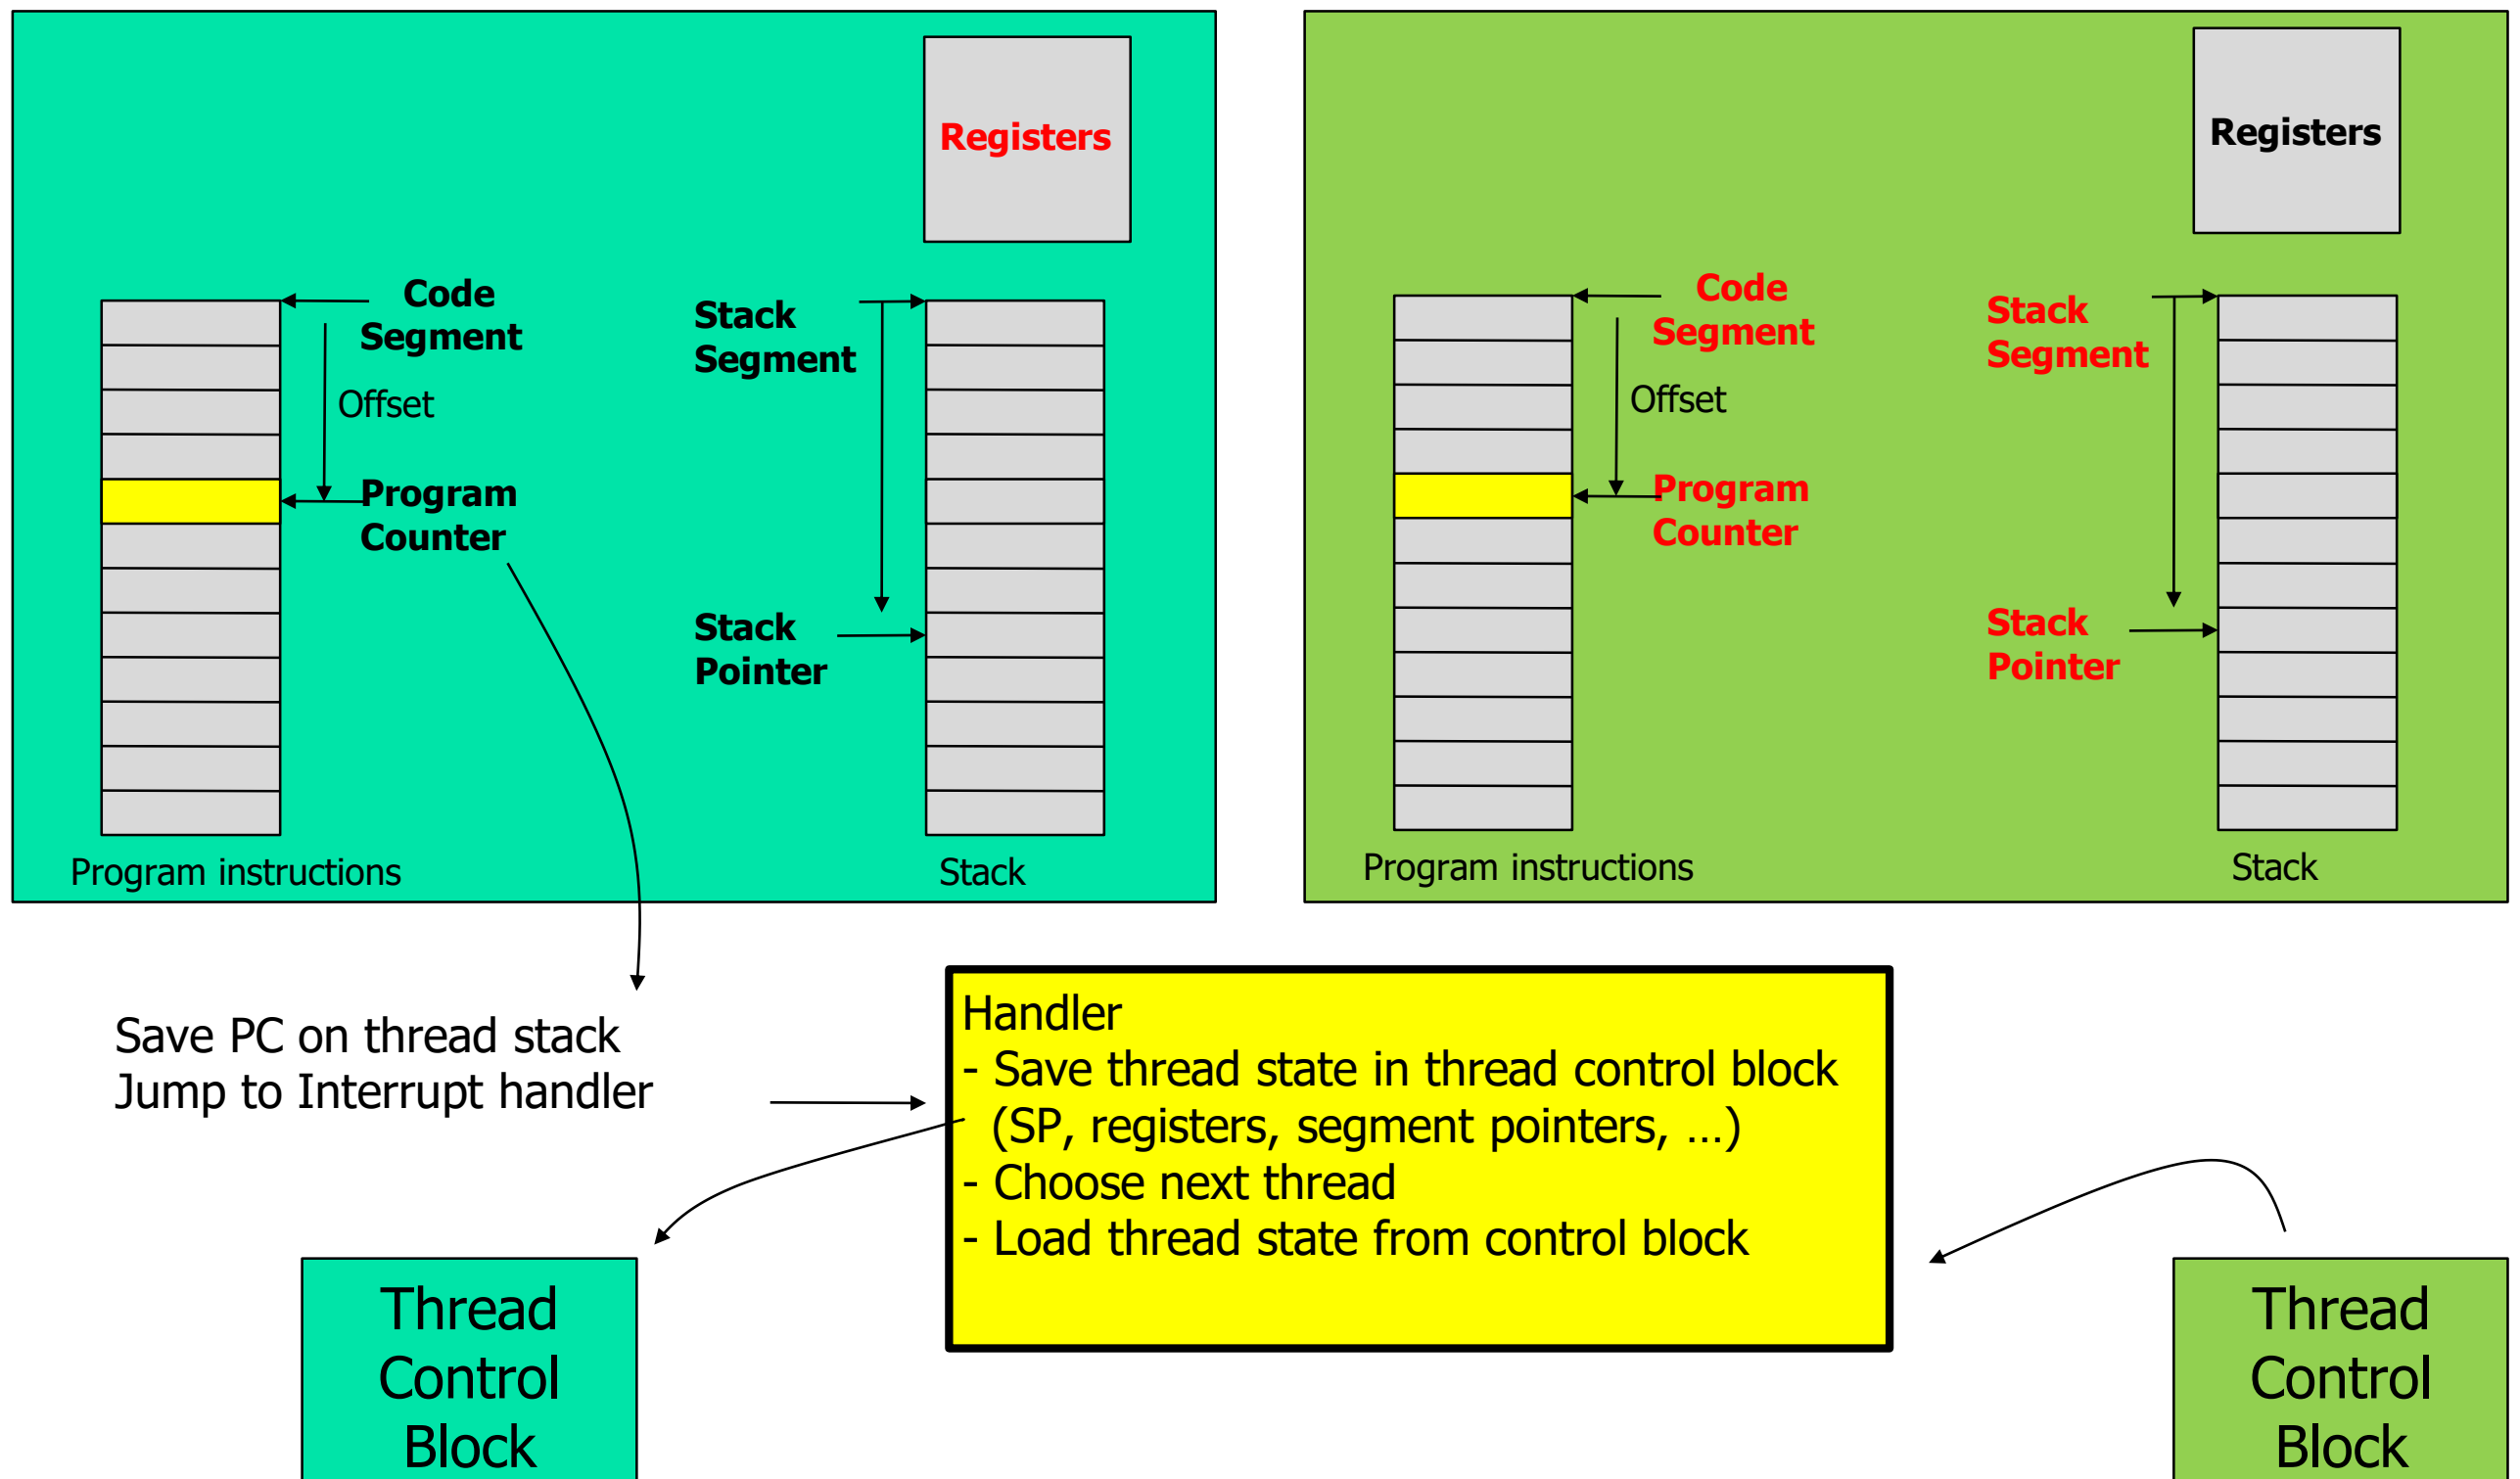 Registers
Code
Segment
Offset
Program
Counter
Stack
Segment
Stack
Pointer
Program instructions
Stack
Registers
Code
Segment
Offset
Program
Counter
Stack
Segment
Stack
Pointer
Program instructions
Stack
Save PC on thread stack
Jump to Interrupt handler
Handler
- Save thread state in thread control block
(SP, registers, segment pointers, …)
- Choose next thread
- Load thread state from control block
Thread
Control
Block
Thread
Control
Block